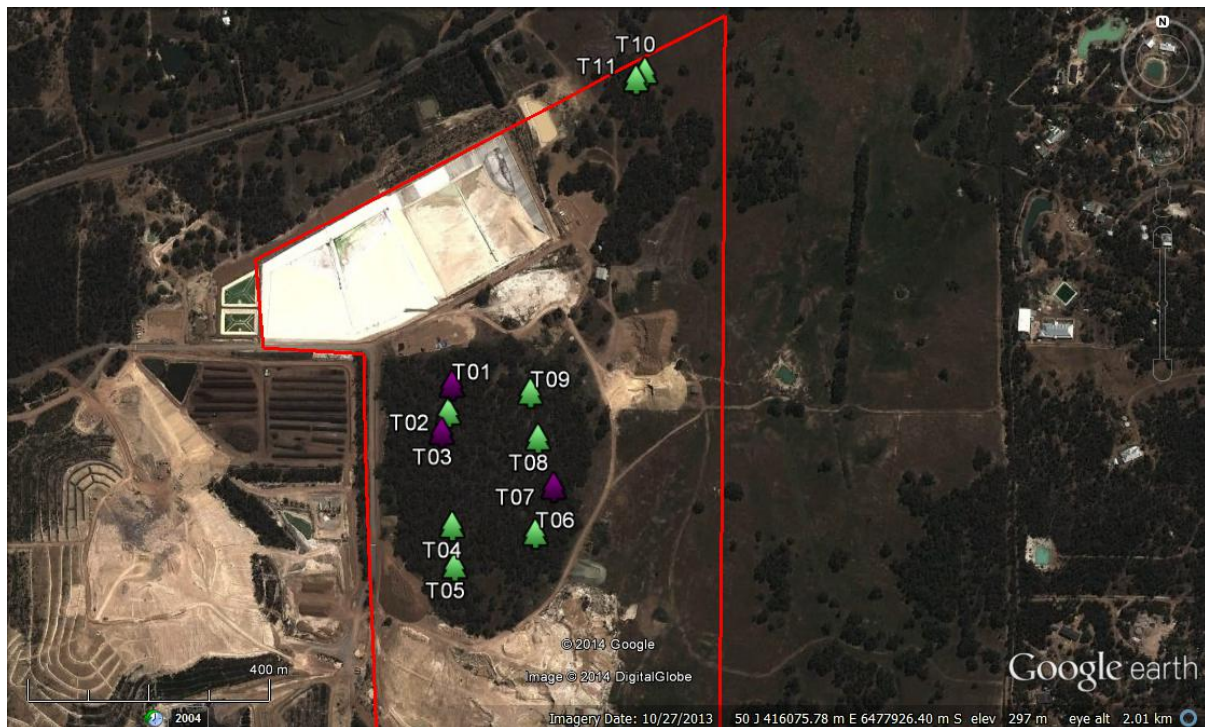 N
T10
T11
T01
T09
T02
T03
T08
T07
T06
T04
T05
© 2014 Google
400 m
Image © 2014 DigitalGlobe
Google earth
2004
Imagery Date: 10/27/2013 50 J 416075.78 m E 6477926.40 m S elev 297 m eye alt 2.01 km